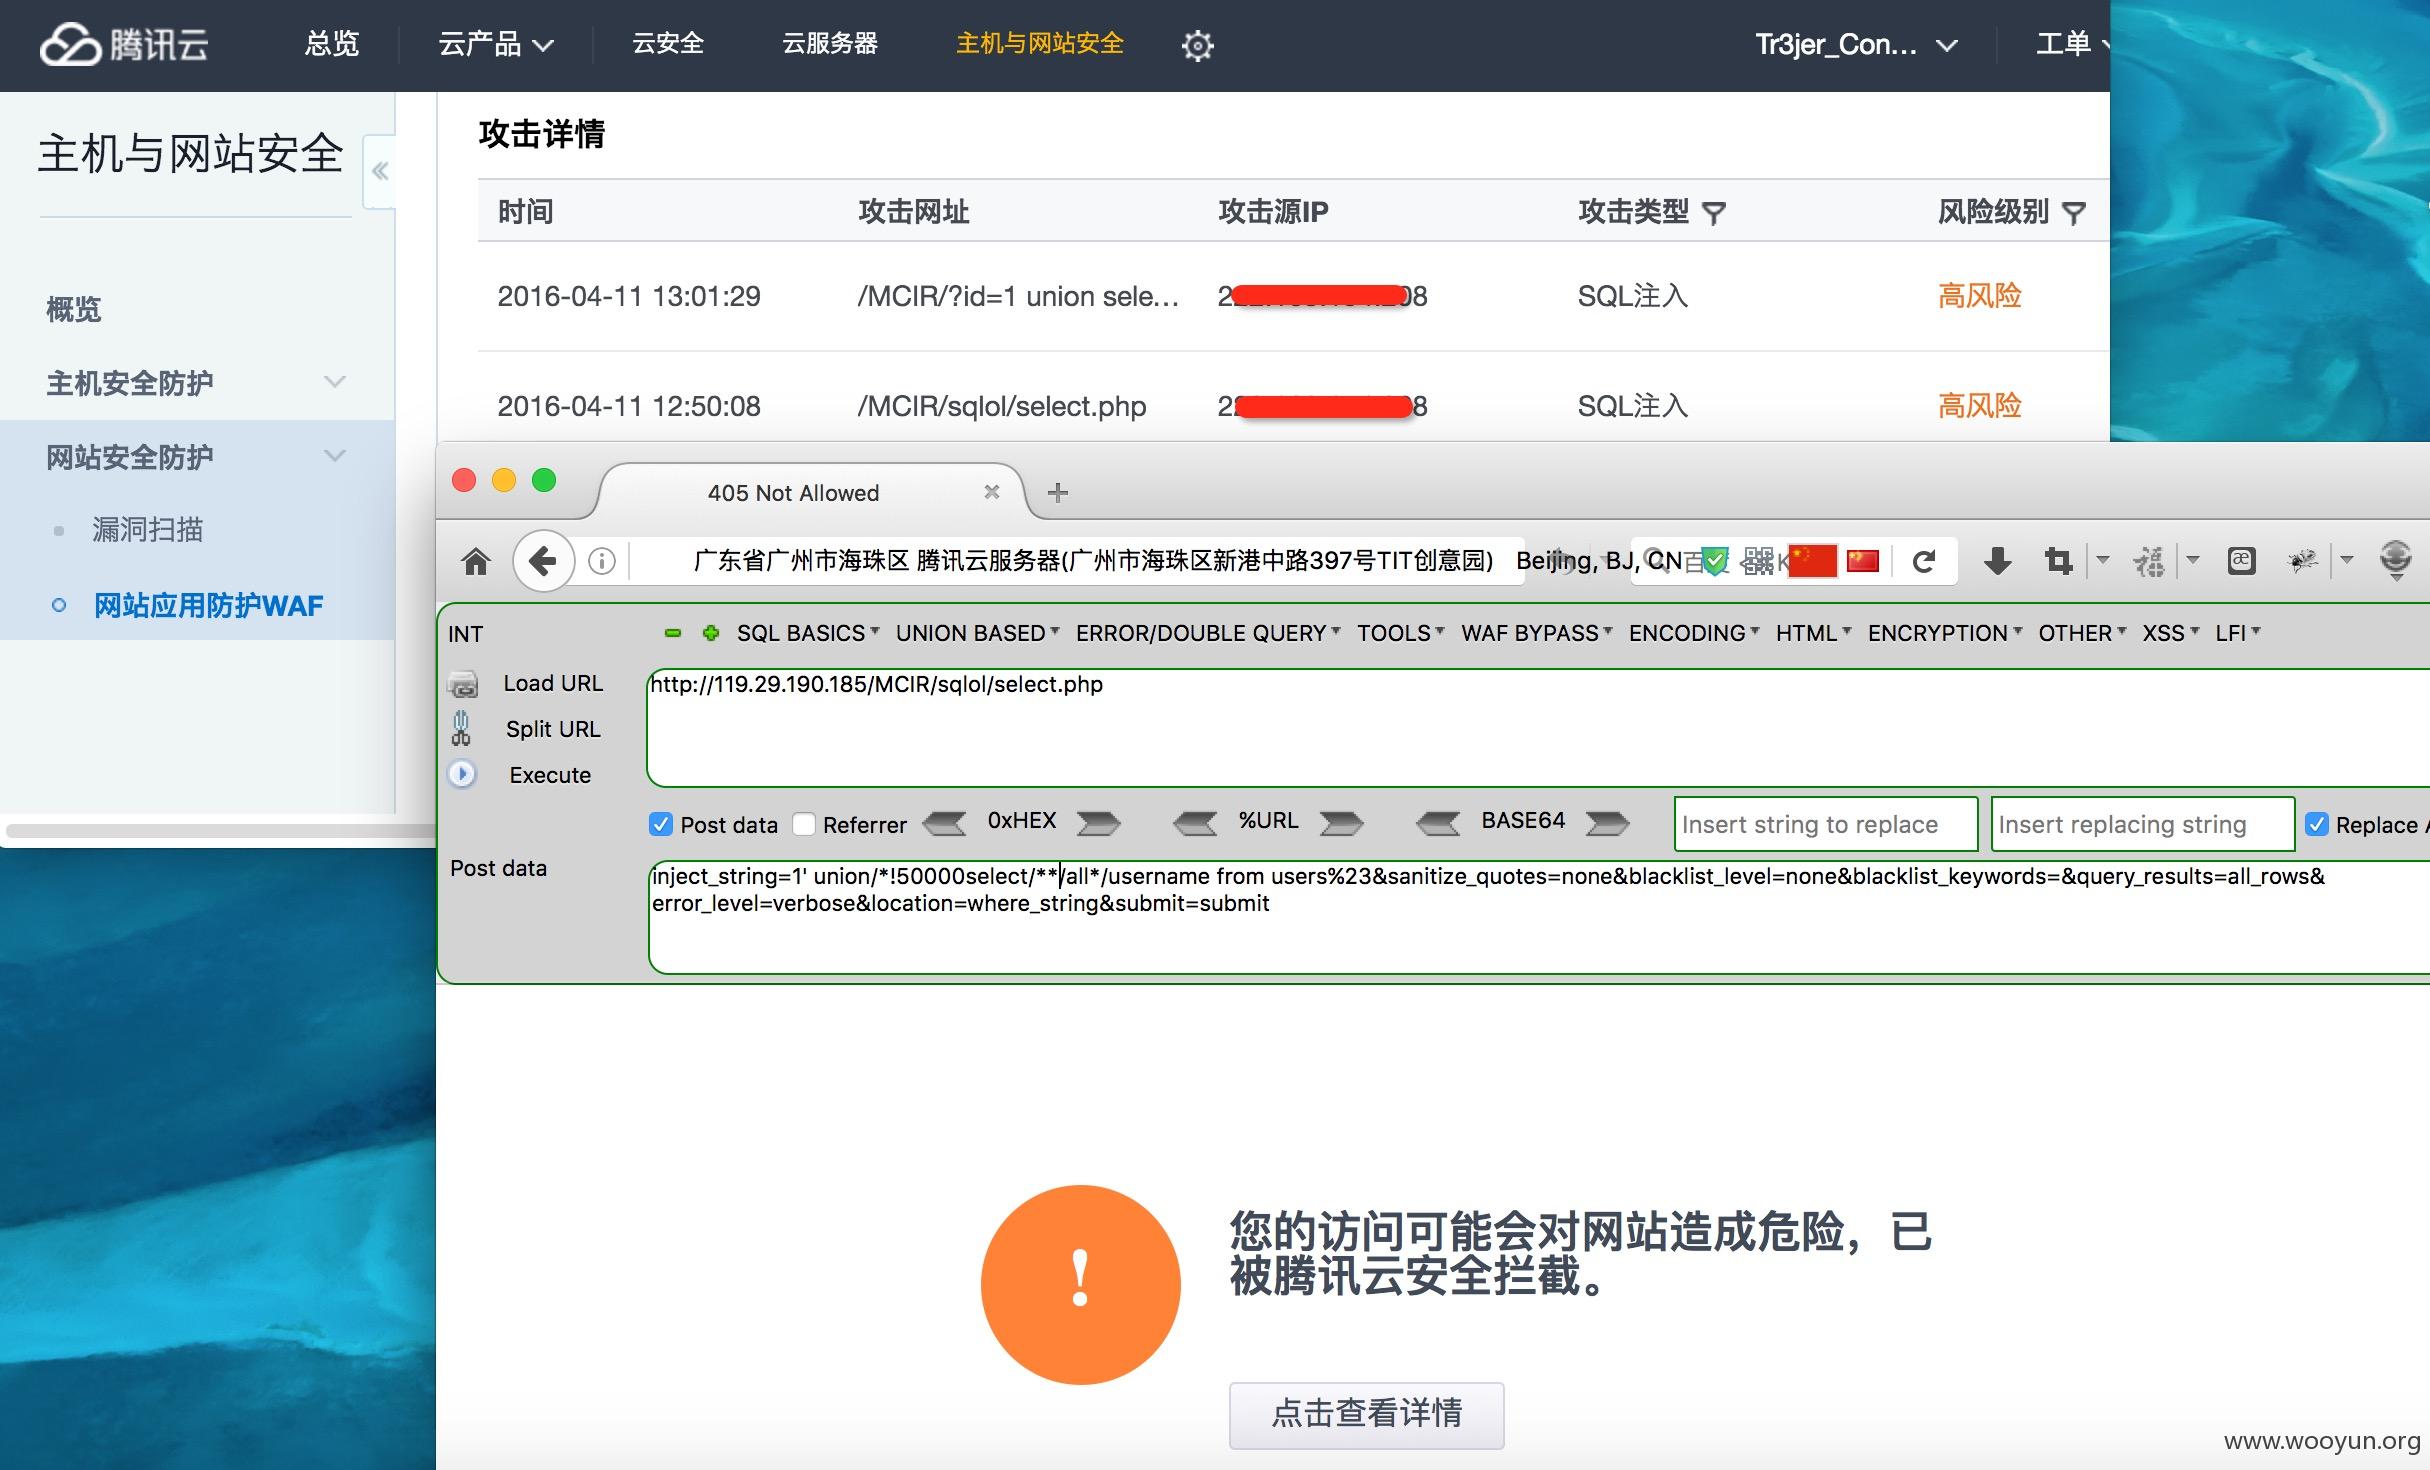 腾讯云 总览 云产品 云安全 云服务器 主机与网站安全 Tr3jer_Con... 工单
主机与网站安全
概览
主机安全防护
网站安全防护
漏洞扫描
网站应用防护WAF
攻击详情
时间 攻击网址 攻击源IP 攻击类型 风险级别
2016-04-11 13:01:29 /MCIR/?id=1 union sele... 2 08 SQL注入 高风险
2016-04-11 12:50:08 /MCIR/sqlol/select.php 2 8 SQL注入 高风险
405 Not Allowed
广东省广州市海珠区 腾讯云服务器(广州市海珠区新港中路397号TIT创意园) Beijing, BJ, CN
INT SQL BASICS UNION BASED ERROR/DOUBLE QUERY TOOLS WAF BYPASS ENCODING HTML ENCRYPTION OTHER XSS LFI
Load URL http://119.29.190.185/MCIR/sqlol/select.php
Split URL
Execute
Post data Referrer 0xHEX %URL BASE64 Insert string to replace Insert replacing string Replace
Post data
inject_string=1' union/*!50000select/**/all*/username from users%23&sanitize_quotes=none&blacklist_level=none&blacklist_keywords=&query_results=all_rows&
error_level=verbose&location=where_string&submit=submit
您的访问可能会对网站造成危险，已
被腾讯云安全拦截。
点击查看详情
www.wooyun.org